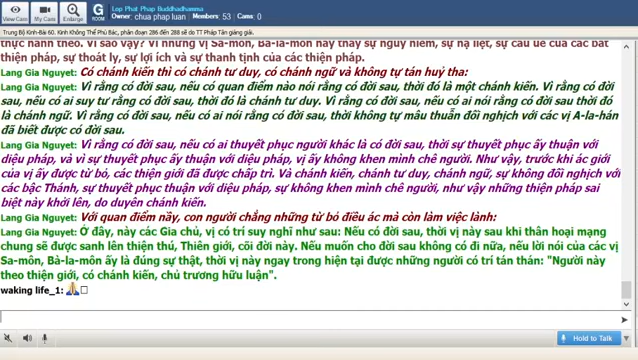 Lop Phat Phap Buddhadhamma
Owner: chua phap luan | Members: 53 | Cams: 0
View Cam
My Cam
Enlarge
G
ROOM
Trung Bộ Kinh-Bài 60. Kinh Không Thể Phủ Bác, phân đoạn 286 đến 288 sẽ do TT Pháp Tân giảng giải.
thực hành theo. Vì sao vậy? Vì những vị Sa-môn, Bà-la-môn này thấy sự nguy hiểm, sự hạ liệt, sự cấu uế của các bất
thiện pháp, sự thoát ly, sự lợi ích và sự thanh tịnh của các thiện pháp.
Lang Gia Nguyet: Có chánh kiến thì có chánh tư duy, có chánh ngữ và không tự tán huỷ tha:
Lang Gia Nguyet: Vì rằng có đời sau, nếu có quan điểm nào nói rằng có đời sau, thời đó là một chánh kiến. Vì rằng có đời
sau, nếu có ai suy tư rằng có đời sau, thời đó là chánh tư duy. Vì rằng có đời sau, nếu có ai nói rằng có đời sau thời đó
là chánh ngữ. Vì rằng có đời sau, nếu có ai nói rằng có đời sau, thời không tự mâu thuẫn đối nghịch với các vị A-la-hán
đã biết được có đời sau.
Lang Gia Nguyet: Vì rằng có đời sau, nếu có ai thuyết phục người khác là có đời sau, thời sự thuyết phục ấy thuận với
diệu pháp, và vì sự thuyết phục ấy thuận với diệu pháp, vị ấy không khen mình chê người. Như vậy, trước khi ác giới
của vị ấy được từ bỏ, các thiện giới đã được chấp trì. Và chánh kiến, chánh tư duy, chánh ngữ, sự không đối nghịch với
các bậc Thánh, sự thuyết phục thuận với diệu pháp, sự không khen mình chê người, như vậy những thiện pháp sai
biệt này khởi lên, do duyên chánh kiến.
Lang Gia Nguyet: Với quan điểm nầy, con người chẳng những từ bỏ điều ác mà còn làm việc lành:
Lang Gia Nguyet: Ở đây, này các Gia chủ, vị có trí suy nghĩ như sau: Nếu có đời sau, thời vị này sau khi thân hoại mạng
chung sẽ được sanh lên thiện thú, Thiên giới, cõi đời này. Nếu muốn cho đời sau không có đi nữa, nếu lời nói của các vị
Sa-môn, Bà-la-môn ấy là đúng sự thật, thời vị này ngay trong hiện tại được những người có trí tán thán: "Người này
theo thiện giới, có chánh kiến, chủ trương hữu luận".
waking life_1:
Hold to Talk